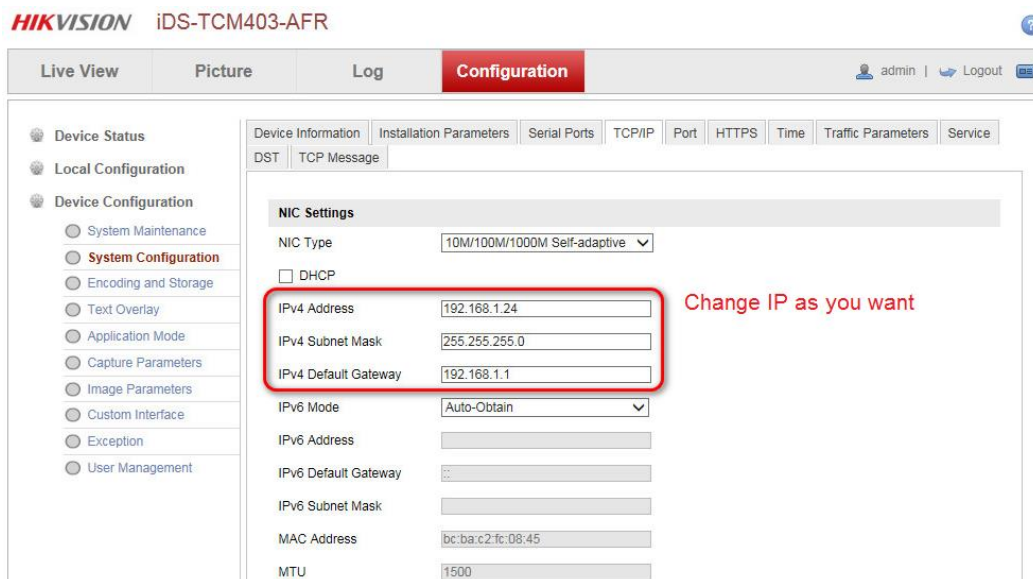 HIKVISION iDS-TCM403-AFR
Live View Picture Log Configuration admin | Logout
Device Status
Local Configuration
Device Configuration
System Maintenance
System Configuration
Encoding and Storage
Text Overlay
Application Mode
Capture Parameters
Image Parameters
Custom Interface
Exception
User Management
Device Information Installation Parameters Serial Ports TCP/IP Port HTTPS Time Traffic Parameters Service
DST TCP Message
NIC Settings
NIC Type 10M/100M/1000M Self-adaptive
DHCP
IPv4 Address 192.168.1.24 Change IP as you want
IPv4 Subnet Mask 255.255.255.0
IPv4 Default Gateway 192.168.1.1
IPv6 Mode Auto-Obtain
IPv6 Address
IPv6 Default Gateway ::
IPv6 Subnet Mask
MAC Address bc:ba:c2:fc:08:45
MTU 1500